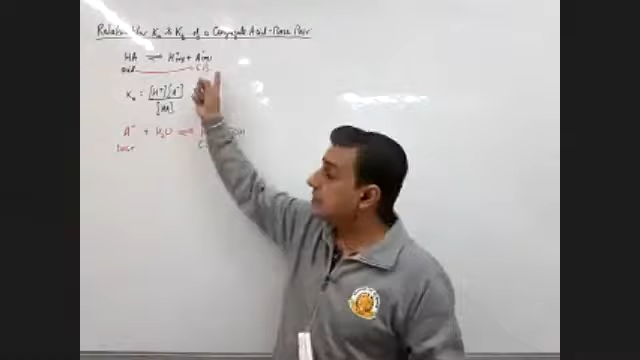 Relationship Ka & Kb of a Conjugate Acid-Base Pair
HA ⇌ H⁺(aq) + A⁻(aq)
acid C.B
Ka = [H⁺][A⁻]
[HA]
A⁻ + H₂O ⇌
base